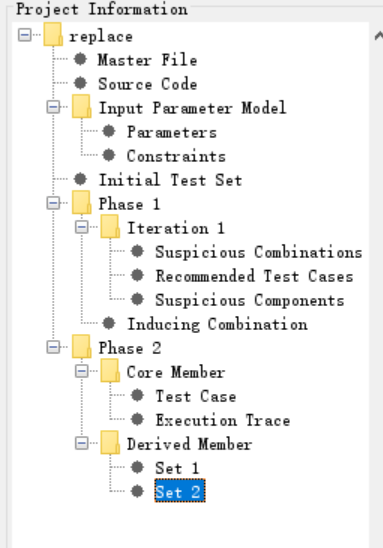 Project Information
replace
Master File
Source Code
Input Parameter Model
Parameters
Constraints
Initial Test Set
Phase 1
Iteration 1
Suspicious Combinations
Recommended Test Cases
Suspicious Components
Inducing Combination
Phase 2
Core Member
Test Case
Execution Trace
Derived Member
Set 1
Set 2